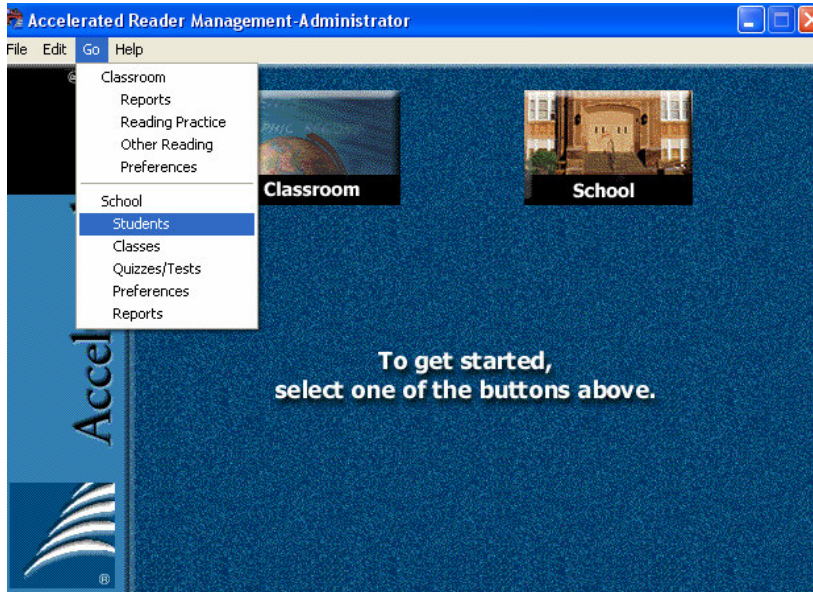 Accelerated Reader Management-Administrator
File Edit Go Help
Classroom
Reports
Reading Practice
Other Reading
Preferences
School
Students
Classes
Quizzes/Tests
Preferences
Reports
Classroom
School
To get started,
select one of the buttons above.
Accel
®